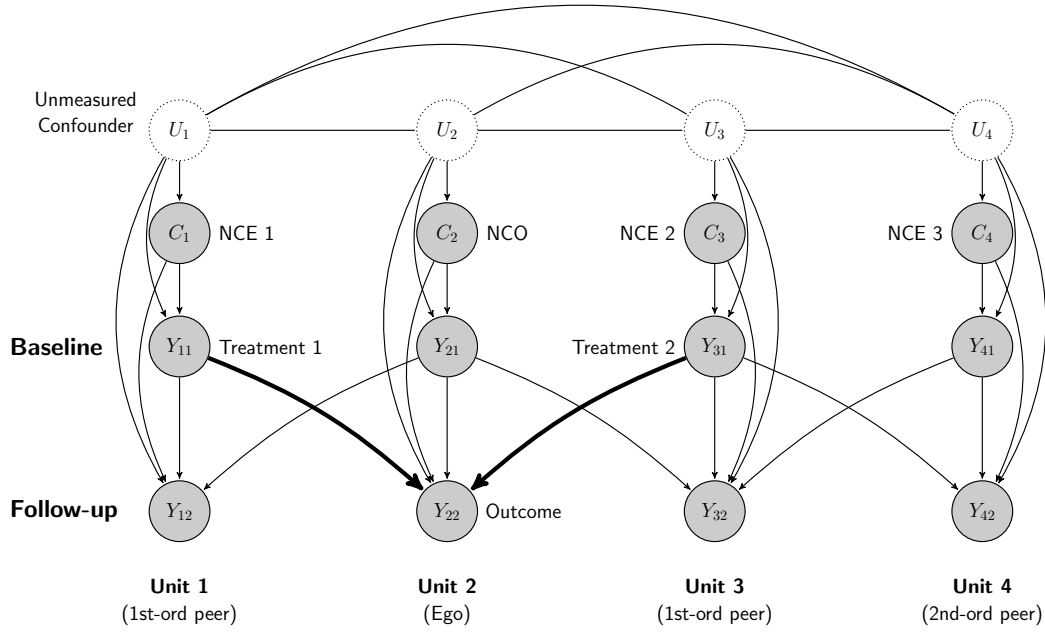 Unmeasured
Confounder
U₁ U₂ U₃ U₄
C₁ NCE 1 C₂ NCO NCE 2 C₃ NCE 3 C₄
Baseline Y₁₁ Treatment 1 Y₂₁ Treatment 2 Y₃₁ Y₄₁
Follow-up Y₁₂ Y₂₂ Outcome Y₃₂ Y₄₂
Unit 1 Unit 2 Unit 3 Unit 4
(1st-ord peer) (Ego) (1st-ord peer) (2nd-ord peer)